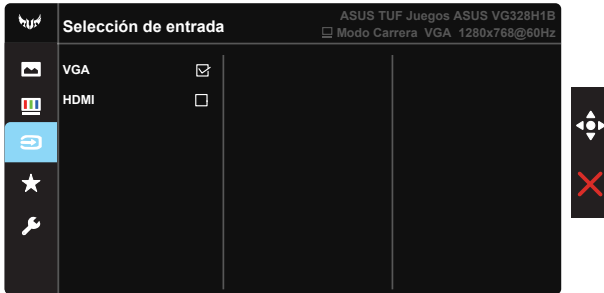 Selección de entrada
ASUS TUF Juegos ASUS VG328H1B
Modo Carrera VGA 1280x768@60Hz
VGA
HDMI